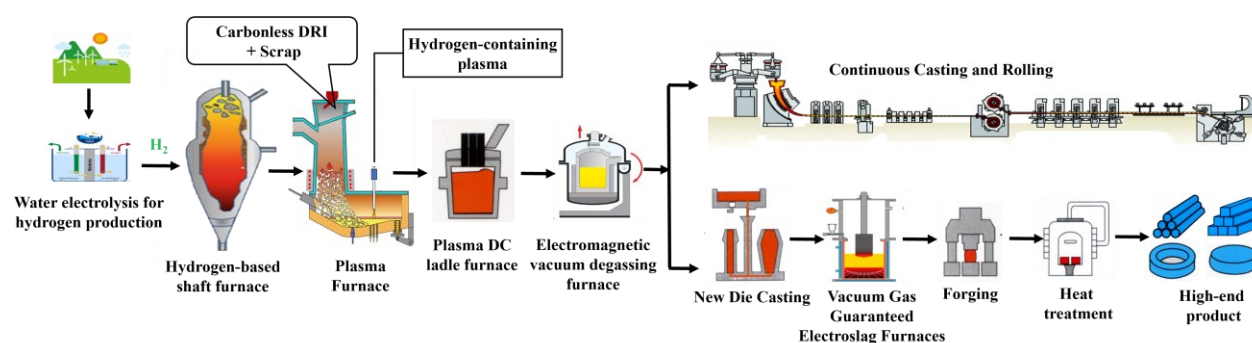 Carbonless DRI
+ Scrap
Hydrogen-containing
plasma
Continuous Casting and Rolling
H₂
Water electrolysis for
hydrogen production
Hydrogen-based
shaft furnace
Plasma
Furnace
Plasma DC
ladle furnace
Electromagnetic
vacuum degassing
furnace
New Die Casting
Vacuum Gas
Guaranteed
Electroslag Furnaces
Forging
Heat
treatment
High-end
product